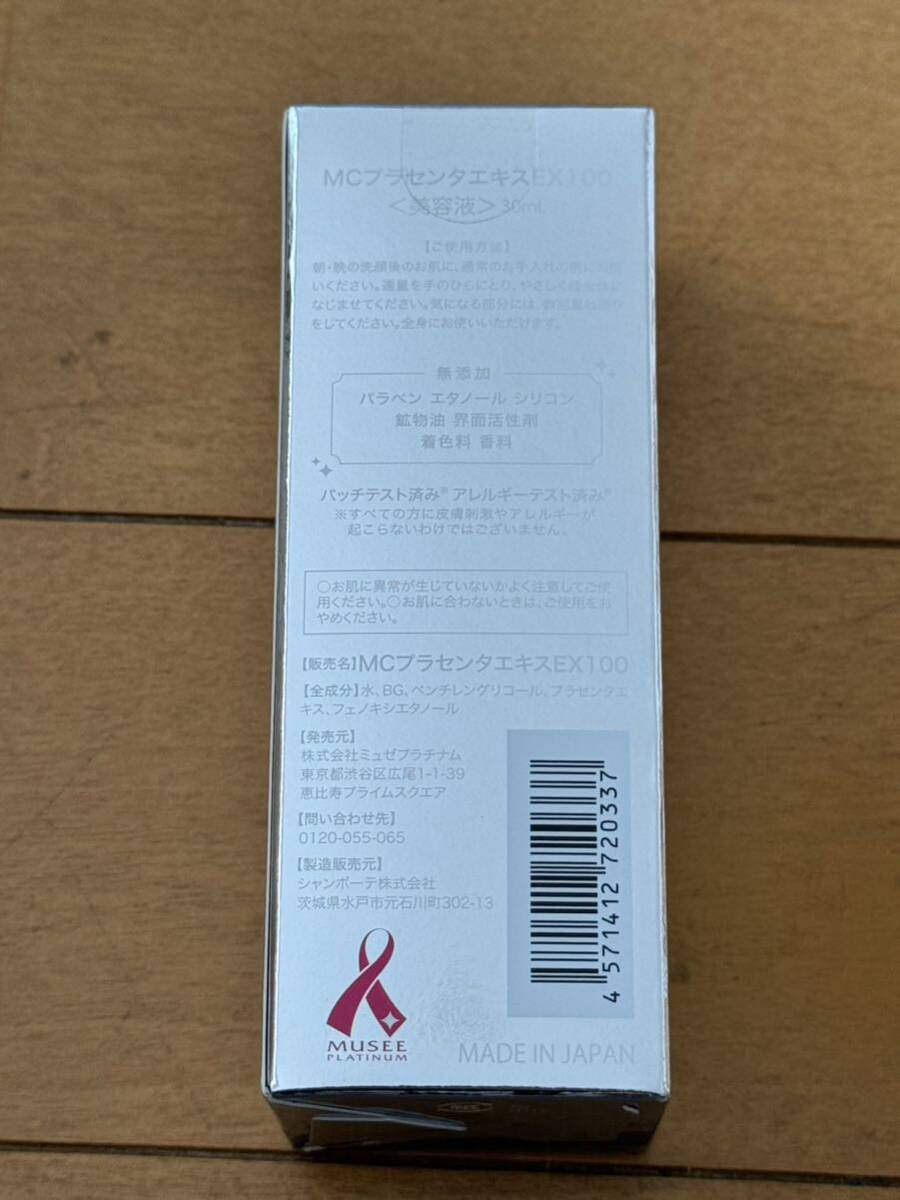 MCプラセンタエキスEX100
＜美容液＞ 30mL
【ご使用方法】
朝・晩の洗顔後のお肌に、通常のお手入れの前にお使
いください。適量を手のひらにとり、やさしく顔全体に
なじませてください。気になる部分には、数回重ね塗り
をしてください。全身にお使いいただけます。
無添加
パラベン エタノール シリコン
鉱物油 界面活性剤
着色料 香料
パッチテスト済み※ アレルギーテスト済み※
※すべての方に皮膚刺激やアレルギーが
起こらないわけではございません。
○お肌に異常が生じていないかよく注意してご使
用ください。○お肌に合わないときは、ご使用をお
やめください。
【販売名】MCプラセンタエキスEX100
【全成分】水、BG、ペンチレングリコール、プラセンタエ
キス、フェノキシエタノール
【発売元】
株式会社ミュゼプラチナム
東京都渋谷区広尾1-1-39
恵比寿プライムスクエア
【問い合わせ先】
0120-055-065
【製造販売元】
シャンポーテ株式会社
茨城県水戸市元石川町302-13
4 571412 720337
MUSEE
PLATINUM
MADE IN JAPAN